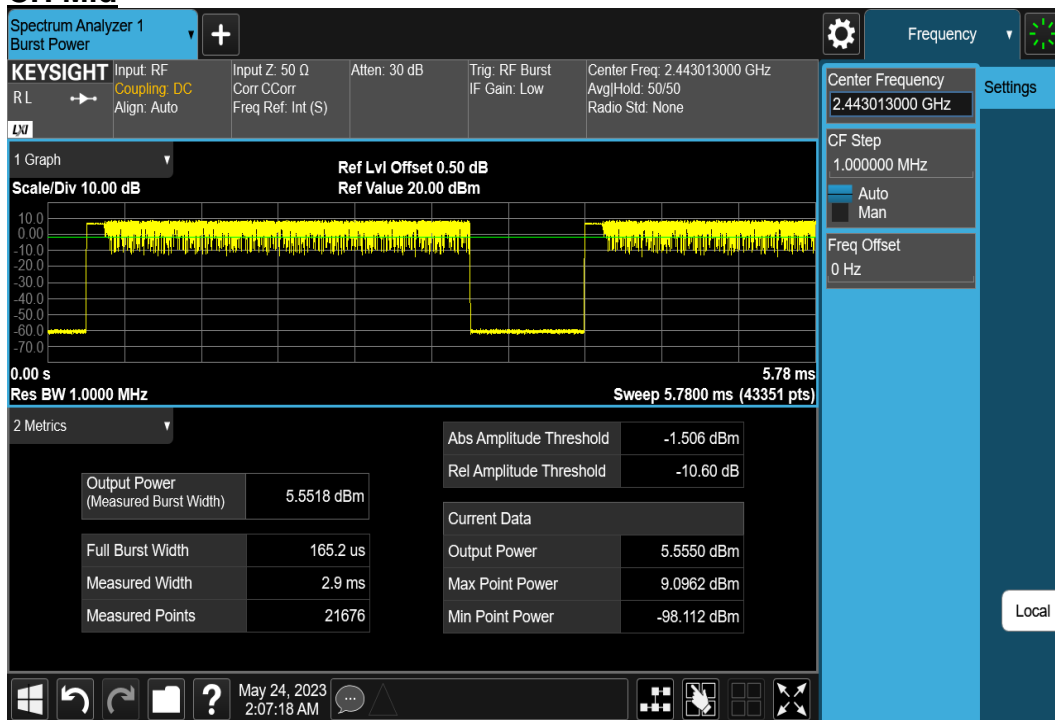 Spectrum Analyzer 1
Burst Power
Frequency
KEYSIGHT
R L
LXI
Input: RF
Coupling: DC
Align: Auto
Input Z: 50 Ω
Corr CCorr
Freq Ref: Int (S)
Atten: 30 dB
Trig: RF Burst
IF Gain: Low
Center Freq: 2.443013000 GHz
Avg|Hold: 50/50
Radio Std: None
Center Frequency
2.443013000 GHz
Settings
CF Step
1.000000 MHz
Auto
Man
Freq Offset
0 Hz
1 Graph
Scale/Div 10.00 dB
Ref Lvl Offset 0.50 dB
Ref Value 20.00 dBm
10.0
0.00
-10.0
-20.0
-30.0
-40.0
-50.0
-60.0
-70.0
0.00 s
5.78 ms
Res BW 1.0000 MHz
Sweep 5.7800 ms (43351 pts)
2 Metrics
Output Power
(Measured Burst Width)
5.5518 dBm
Full Burst Width 165.2 us
Measured Width 2.9 ms
Measured Points 21676
Abs Amplitude Threshold -1.506 dBm
Rel Amplitude Threshold -10.60 dB
Current Data
Output Power 5.5550 dBm
Max Point Power 9.0962 dBm
Min Point Power -98.112 dBm
Local
May 24, 2023
2:07:18 AM